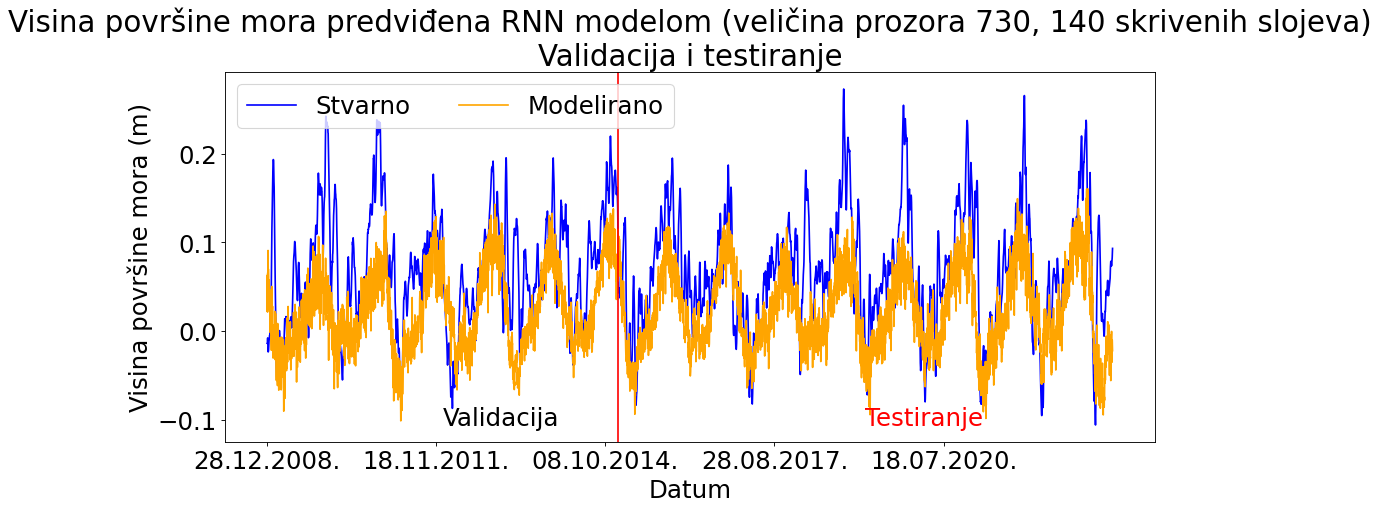 Visina površine mora predviđena RNN modelom (veličina prozora 730, 140 skrivenih slojeva)
Validacija i testiranje
Stvarno
Modelirano
Visina površine mora (m)
0.2
0.1
0.0
−0.1
Validacija
Testiranje
28.12.2008.
18.11.2011.
08.10.2014.
28.08.2017.
18.07.2020.
Datum